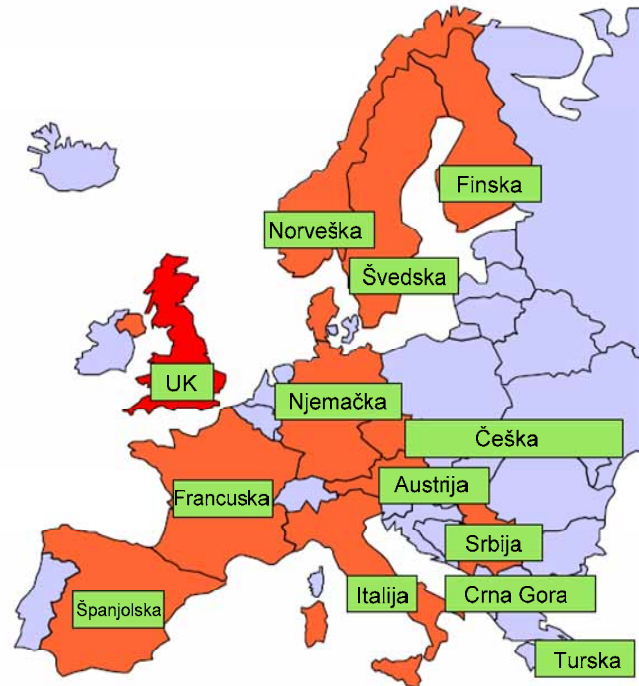 Finska
Norveška
Švedska
UK
Njemačka
Češka
Austrija
Francuska
Srbija
Italija
Crna Gora
Španjolska
Turska